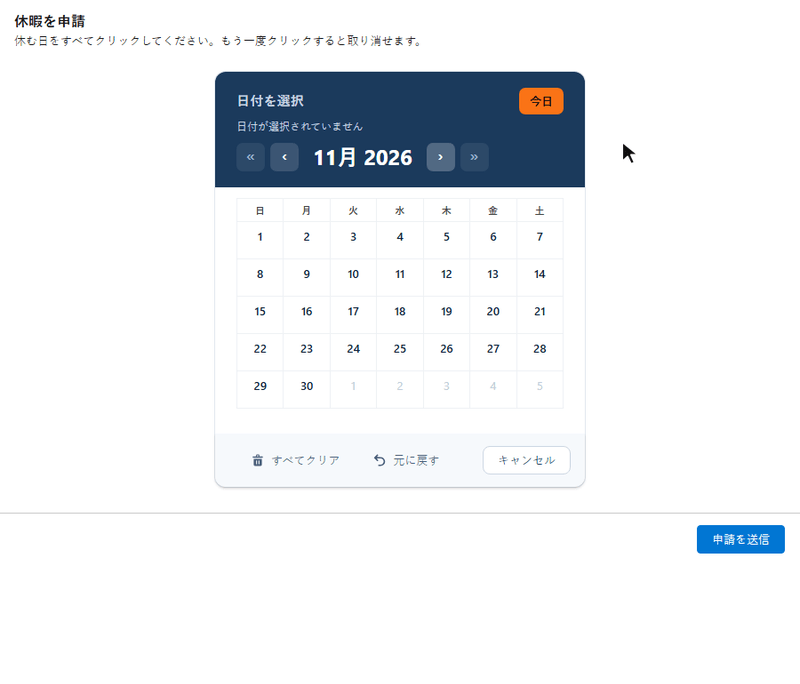 休暇を申請
休む日をすべてクリックしてください。もう一度クリックすると取り消せます。
日付を選択
今日
日付が選択されていません
« ‹ 11月 2026 › »
日 月 火 水 木 金 土
1 2 3 4 5 6 7
8 9 10 11 12 13 14
15 16 17 18 19 20 21
22 23 24 25 26 27 28
29 30 1 2 3 4 5
すべてクリア 元に戻す キャンセル
申請を送信